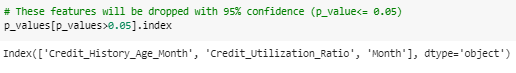 # These features will be dropped with 95% confidence (p_value<= 0.05)
p_values[p_values>0.05].index
Index(['Credit_History_Age_Month', 'Credit_Utilization_Ratio', 'Month'], dtype='object')